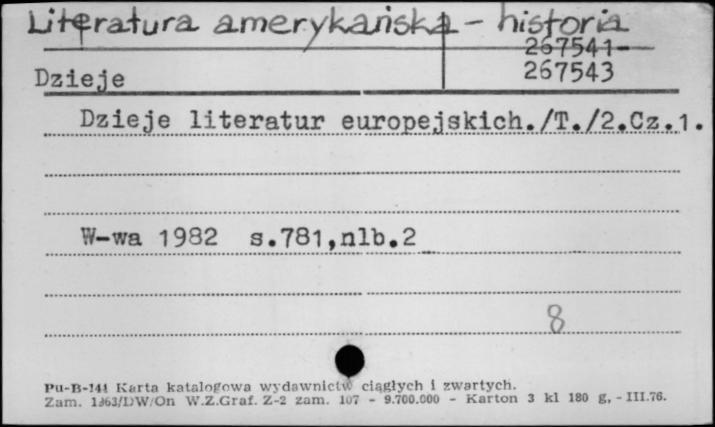 Literatura amerykańska - historia
267541-
Dzieje 267543
Dzieje literatur europejskich./T./2.Cz.1.
W-wa 1982 s.781,nlb.2
8
Pu-B-144 Karta katalogowa wydawnictw ciągłych i zwartych.
Zam. 1363/DW/On W.Z.Graf. Z-2 zam. 107 - 9.700.000 - Karton 3 kl 180 g, - III.76.